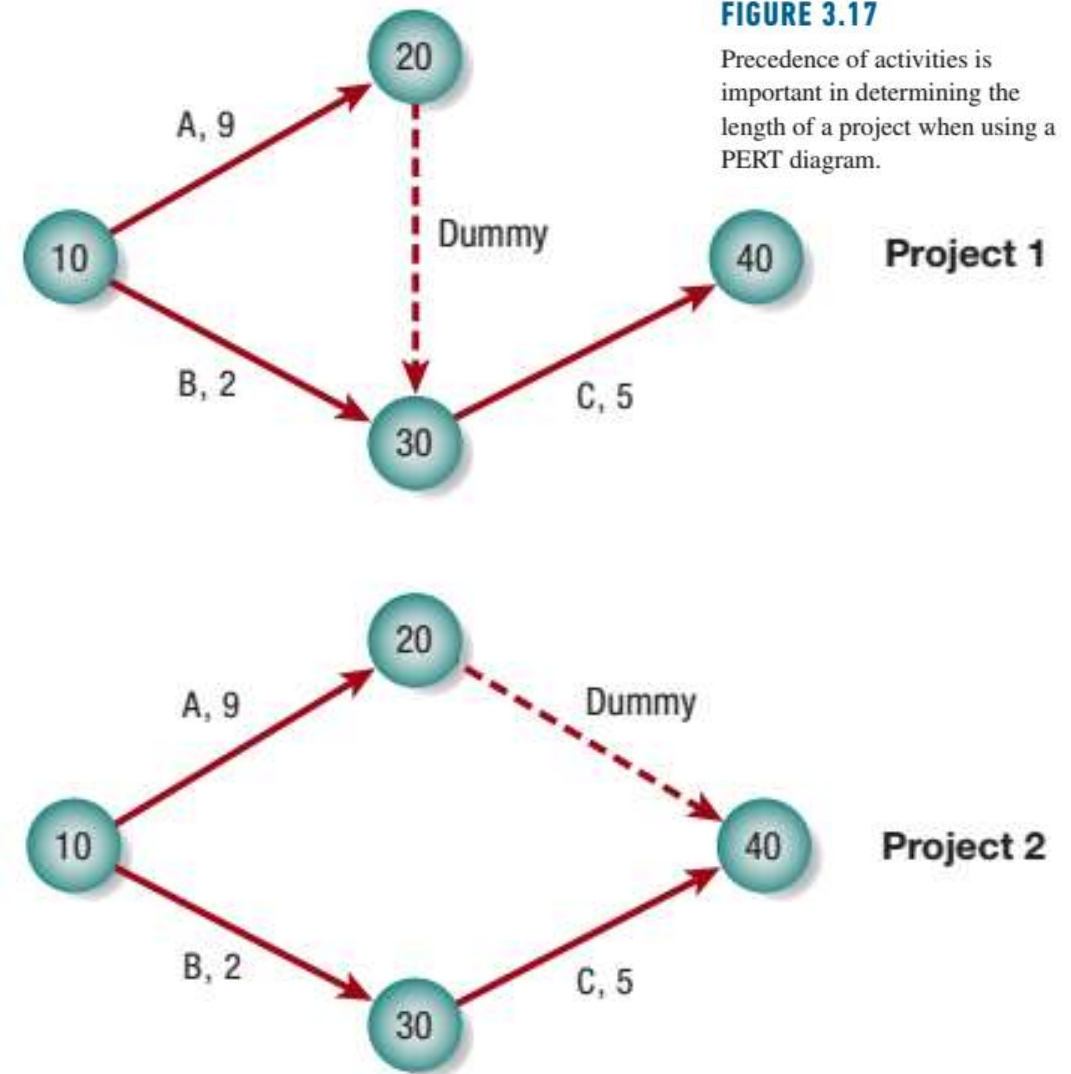 FIGURE 3.17
Precedence of activities is
important in determining the
length of a project when using a
PERT diagram.
20
A, 9
Dummy
10
40
Project 1
B, 2
C, 5
30
20
A, 9
Dummy
10
40
Project 2
B, 2
C, 5
30